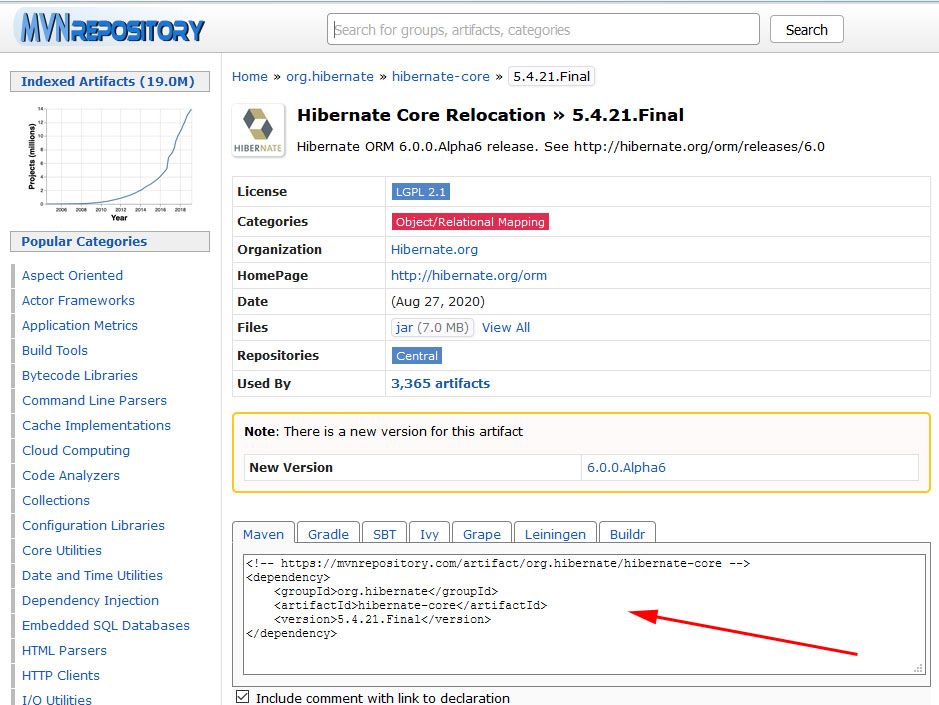 MVNREPOSITORY
Search for groups, artifacts, categories
Search
Indexed Artifacts (19.0M)
Projects (millions)
14
12
10
8
6
4
2
0
2006 2008 2010 2012 2014 2016 2018
Year
Popular Categories
Aspect Oriented
Actor Frameworks
Application Metrics
Build Tools
Bytecode Libraries
Command Line Parsers
Cache Implementations
Cloud Computing
Code Analyzers
Collections
Configuration Libraries
Core Utilities
Date and Time Utilities
Dependency Injection
Embedded SQL Databases
HTML Parsers
HTTP Clients
I/O Utilities
Home » org.hibernate » hibernate-core » 5.4.21.Final
HIBERNATE
Hibernate Core Relocation » 5.4.21.Final
Hibernate ORM 6.0.0.Alpha6 release. See http://hibernate.org/orm/releases/6.0
License LGPL 2.1
Categories Object/Relational Mapping
Organization Hibernate.org
HomePage http://hibernate.org/orm
Date (Aug 27, 2020)
Files jar (7.0 MB) View All
Repositories Central
Used By 3,365 artifacts
Note: There is a new version for this artifact
New Version 6.0.0.Alpha6
Maven Gradle SBT Ivy Grape Leiningen Buildr
<!-- https://mvnrepository.com/artifact/org.hibernate/hibernate-core -->
<dependency>
    <groupId>org.hibernate</groupId>
    <artifactId>hibernate-core</artifactId>
    <version>5.4.21.Final</version>
</dependency>
Include comment with link to declaration